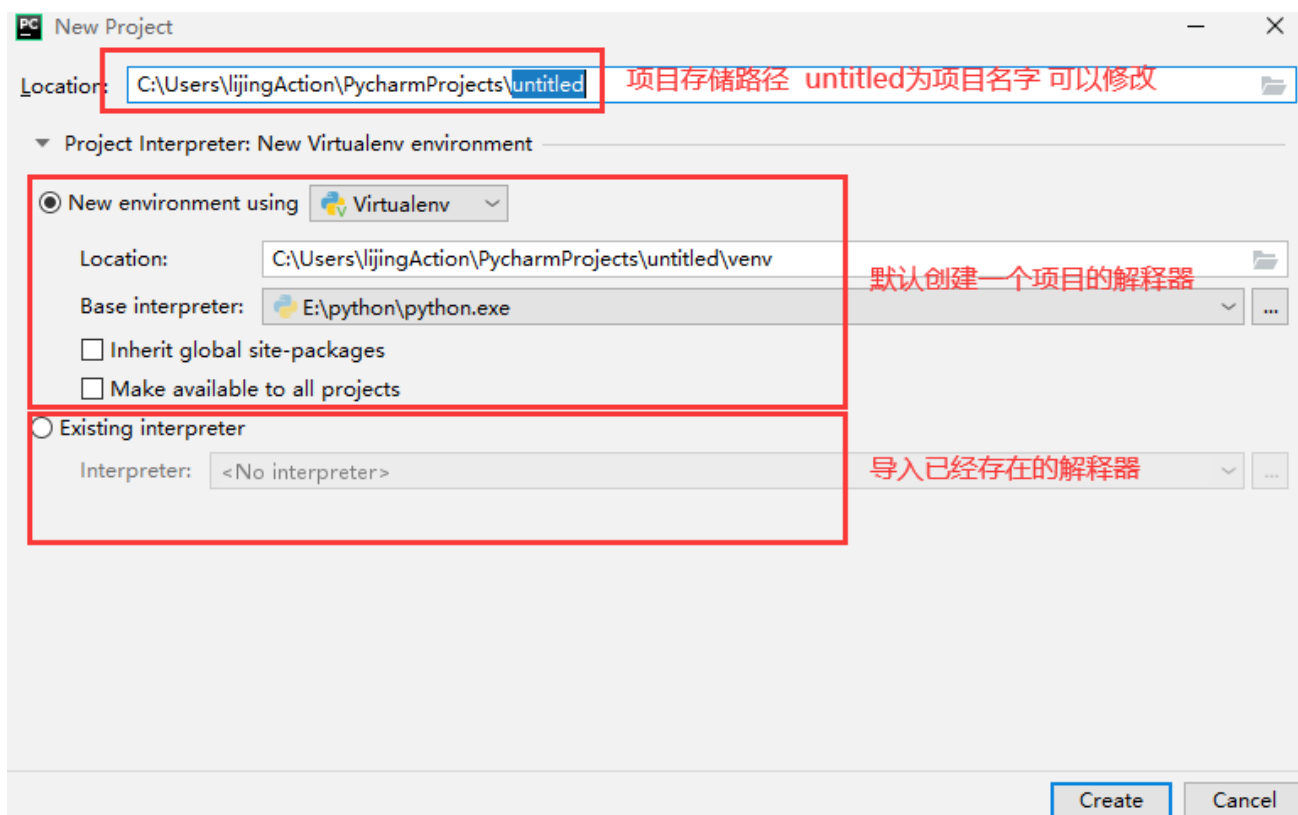 PC New Project
Location: C:\Users\lijingAction\PycharmProjects\untitled 项目存储路径 untitled为项目名字 可以修改
Project Interpreter: New Virtualenv environment
New environment using Virtualenv
Location: C:\Users\lijingAction\PycharmProjects\untitled\venv
默认创建一个项目的解释器
Base interpreter: E:\python\python.exe ...
Inherit global site-packages
Make available to all projects
Existing interpreter
Interpreter: <No interpreter> 导入已经存在的解释器 ...
Create Cancel